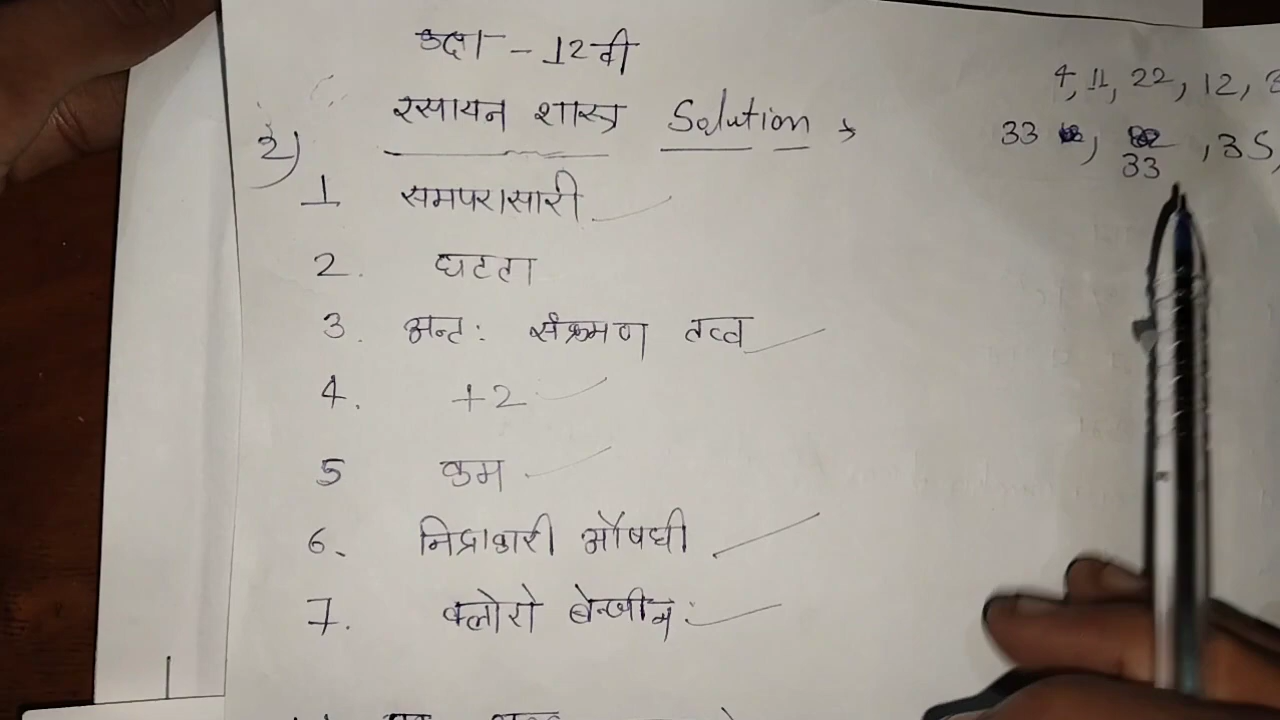 कक्षा - 12वी
4, 11, 22, 12,
रसायन शास्त्र Solution
33 , 33 , 35,
2)
1 समपरासारी
2. घटता
3. अन्त: संक्रमण तत्व
4. +2
5 कम
6. निद्राकारी औषधी
7. क्लोरो बेन्जीन